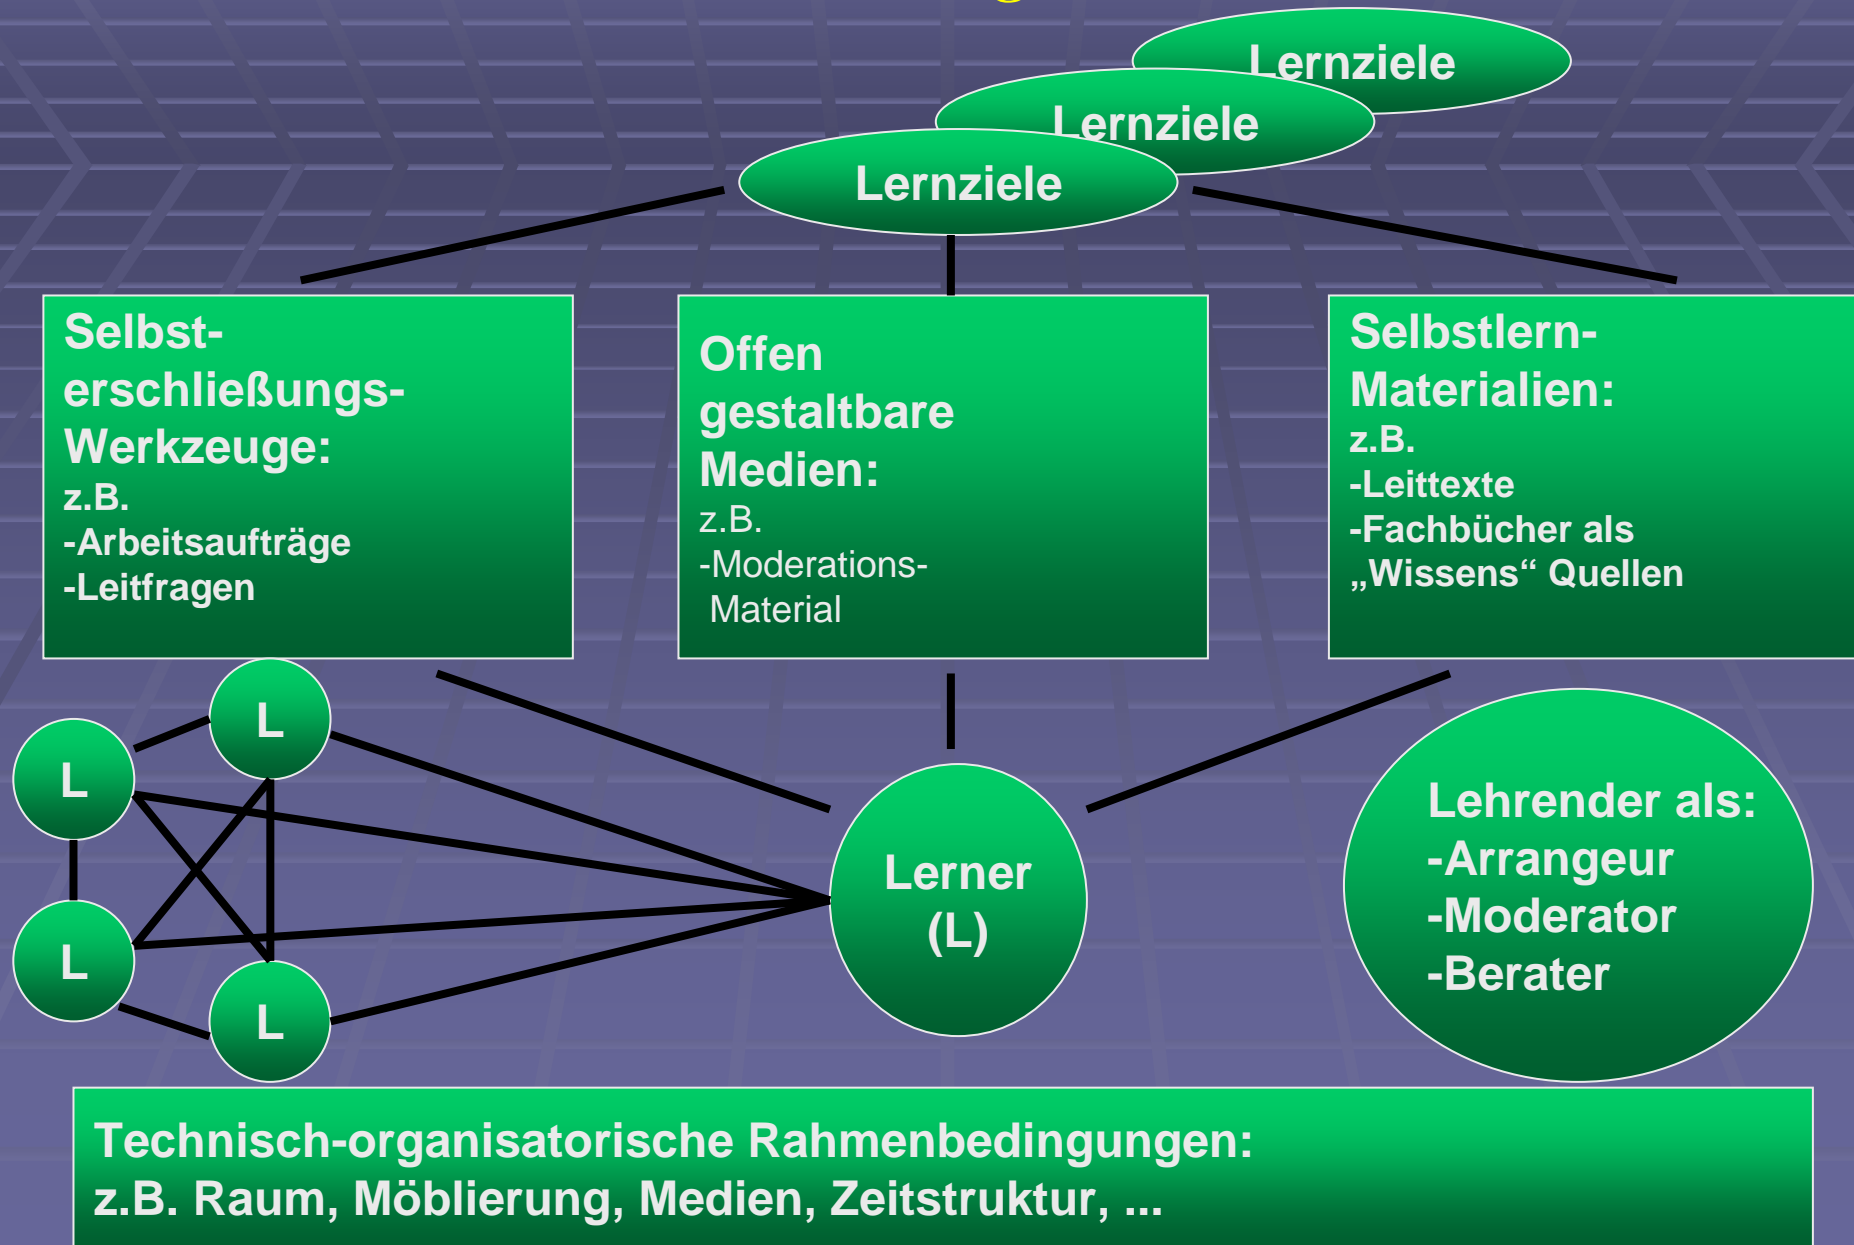 Lernziele
Lernziele
Lernziele
Selbst-
erschließungs-
Werkzeuge:
z.B.
-Arbeitsaufträge
-Leitfragen
Offen
gestaltbare
Medien:
z.B.
-Moderations-
Material
Selbstlern-
Materialien:
z.B.
-Leittexte
-Fachbücher als
„Wissens“ Quellen
L
L
L
L
Lerner
(L)
Lehrender als:
-Arrangeur
-Moderator
-Berater
Technisch-organisatorische Rahmenbedingungen:
z.B. Raum, Möblierung, Medien, Zeitstruktur, ...